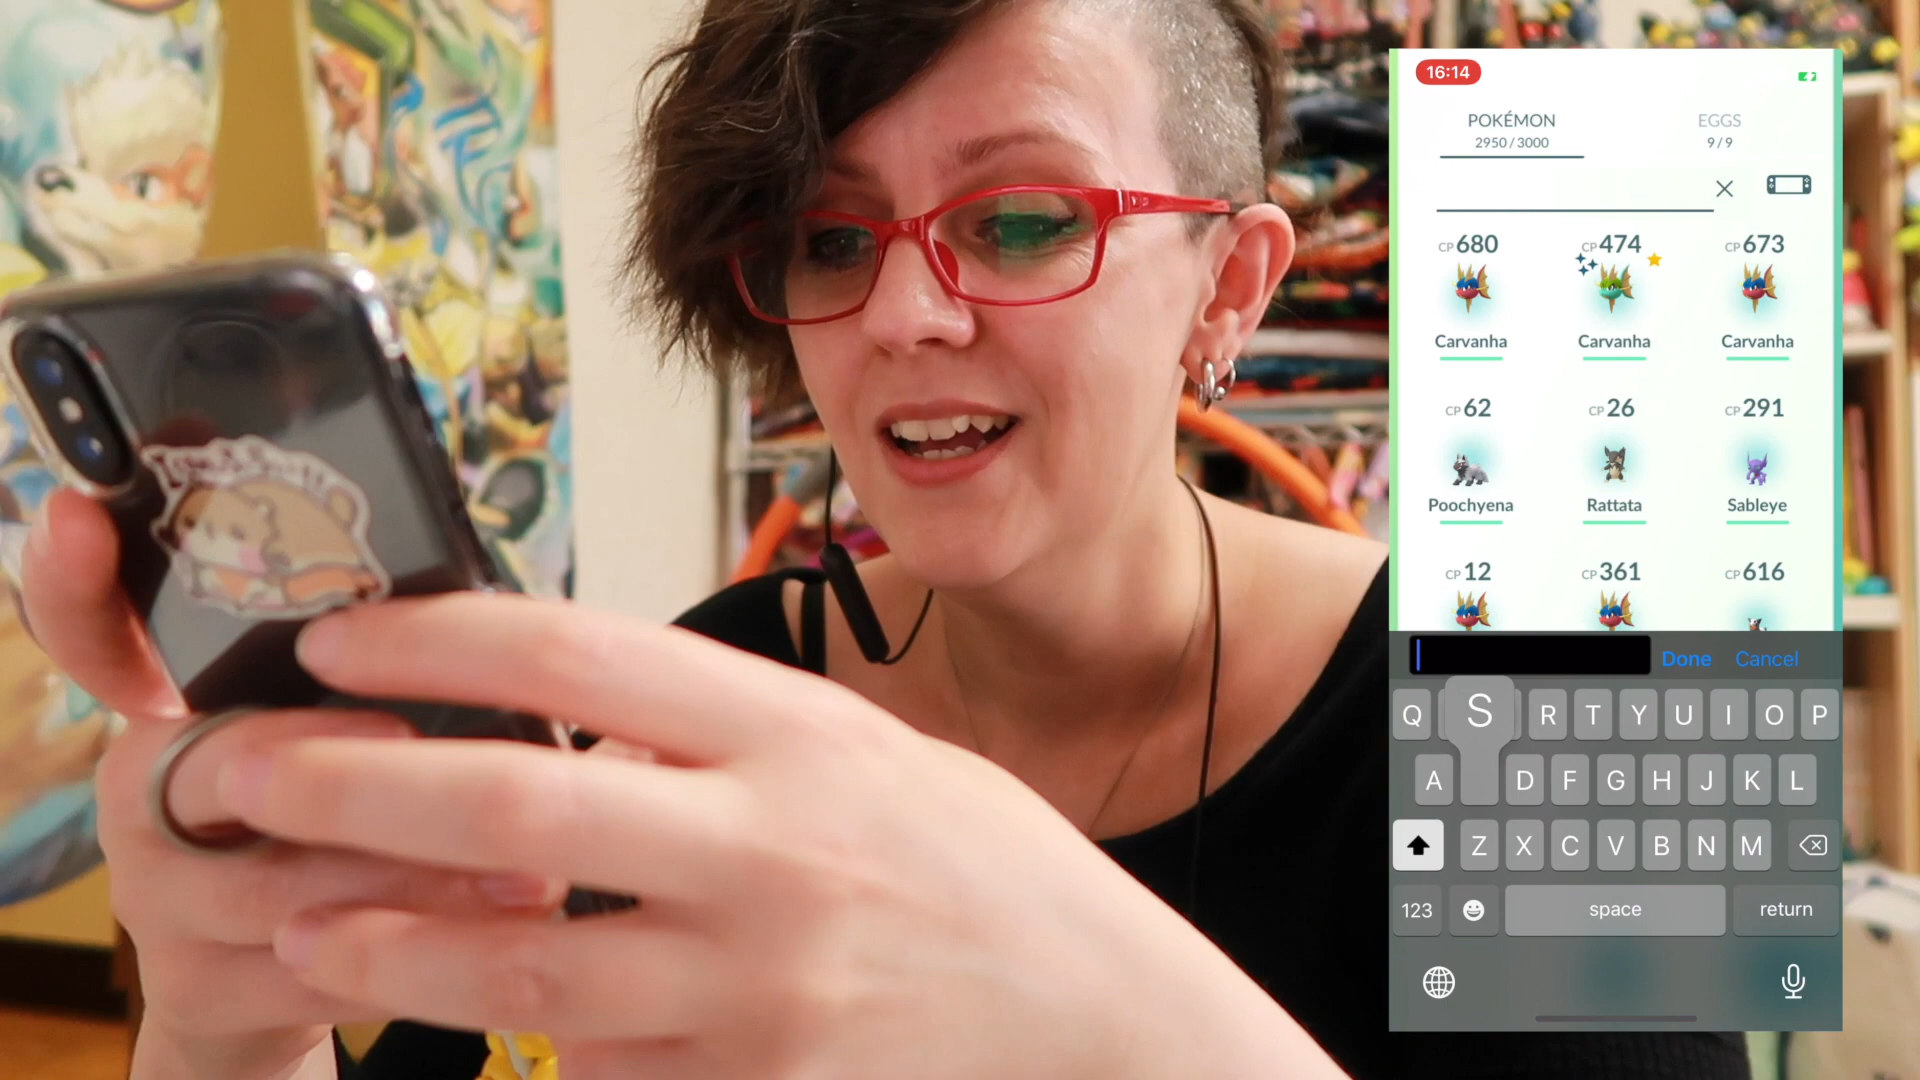 16:14
POKÉMON EGGS
2950 / 3000 9 / 9
CP680 CP474 CP673
Carvanha Carvanha Carvanha
CP62 CP26 CP291
Poochyena Rattata Sableye
CP12 CP361 CP616
Done Cancel
Q S R T Y U I O P
A D F G H J K L
Z X C V B N M
123 space return